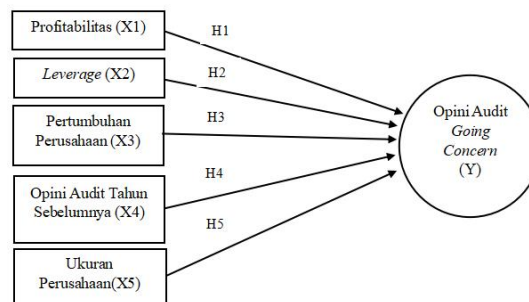 Profitabilitas (X1)
H1
Leverage (X2)
H2
Pertumbuhan
Perusahaan (X3)
H3
Opini Audit Tahun
Sebelumnya (X4)
H4
Ukuran
Perusahaan(X5)
H5
Opini Audit
Going
Concern
(Y)